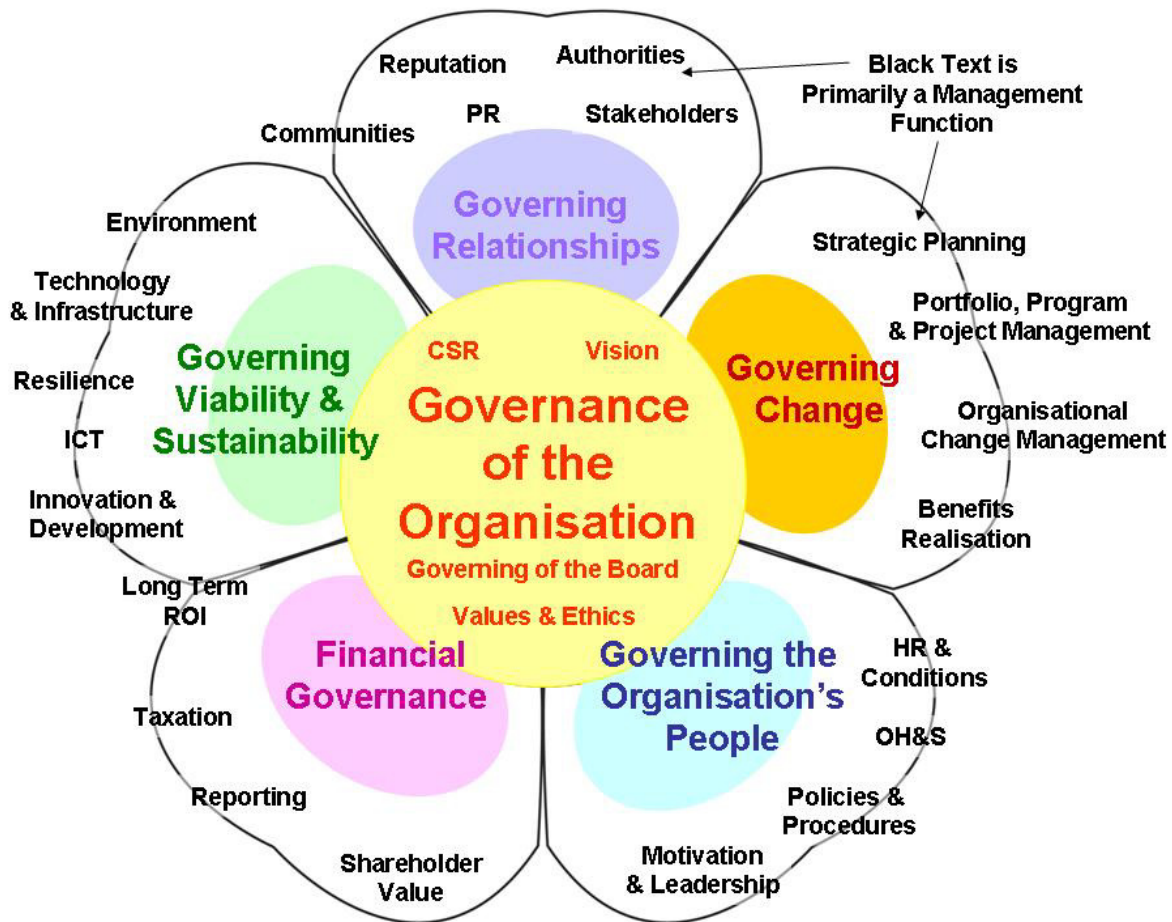 Reputation
Authorities
PR
Stakeholders
Communities
Black Text is
Primarily a Management
Function
Governing
Relationships
Environment
Technology
& Infrastructure
Resilience
ICT
Innovation &
Development
Governing
Viability &
Sustainability
CSR
Vision
Governance
of the
Organisation
Governing of the Board
Values & Ethics
Governing
Change
Strategic Planning
Portfolio, Program
& Project Management
Organisational
Change Management
Benefits
Realisation
Long Term
ROI
Taxation
Reporting
Shareholder
Value
Financial
Governance
Governing the
Organisation's
People
HR &
Conditions
OH&S
Policies &
Procedures
Motivation
& Leadership